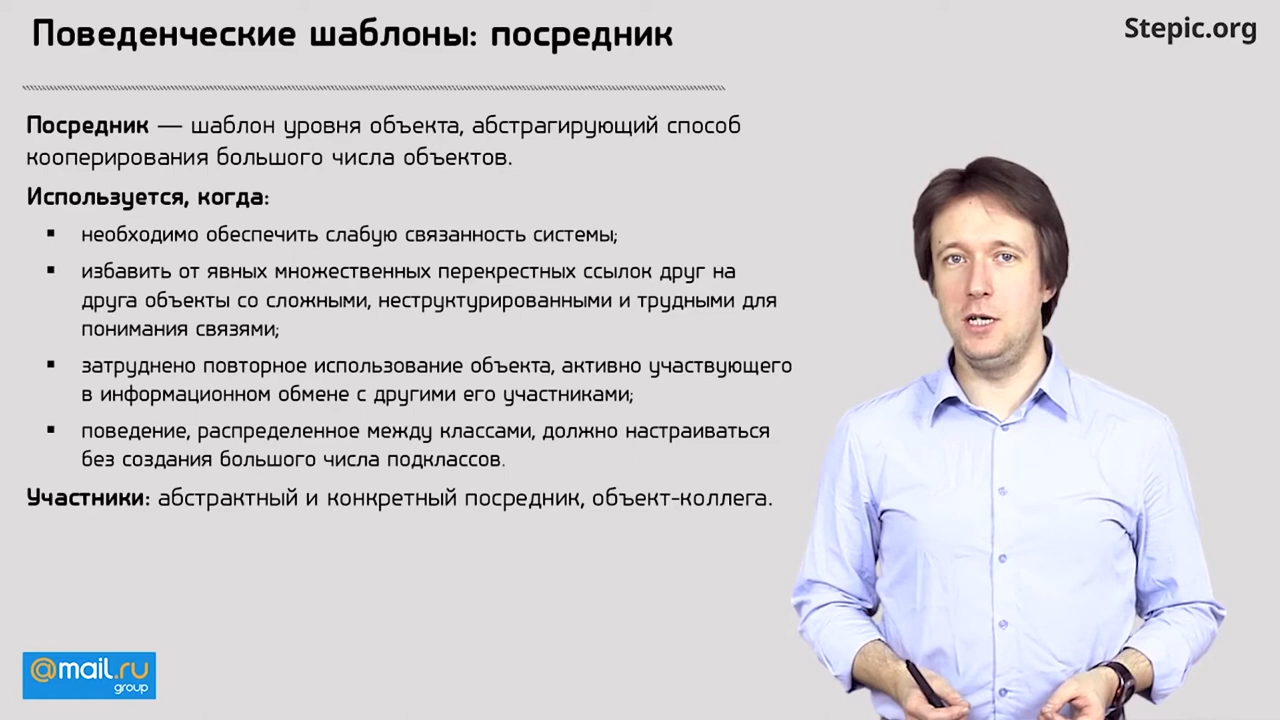 Поведенческие шаблоны: посредник
Stepic.org
Посредник — шаблон уровня объекта, абстрагирующий способ
кооперирования большого числа объектов.
Используется, когда:
▪ необходимо обеспечить слабую связанность системы;
▪ избавить от явных множественных перекрестных ссылок друг на
друга объекты со сложными, неструктурированными и трудными для
понимания связями;
▪ затруднено повторное использование объекта, активно участвующего
в информационном обмене с другими его участниками;
▪ поведение, распределенное между классами, должно настраиваться
без создания большого числа подклассов.
Участники: абстрактный и конкретный посредник, объект-коллега.
@mail.ru
group